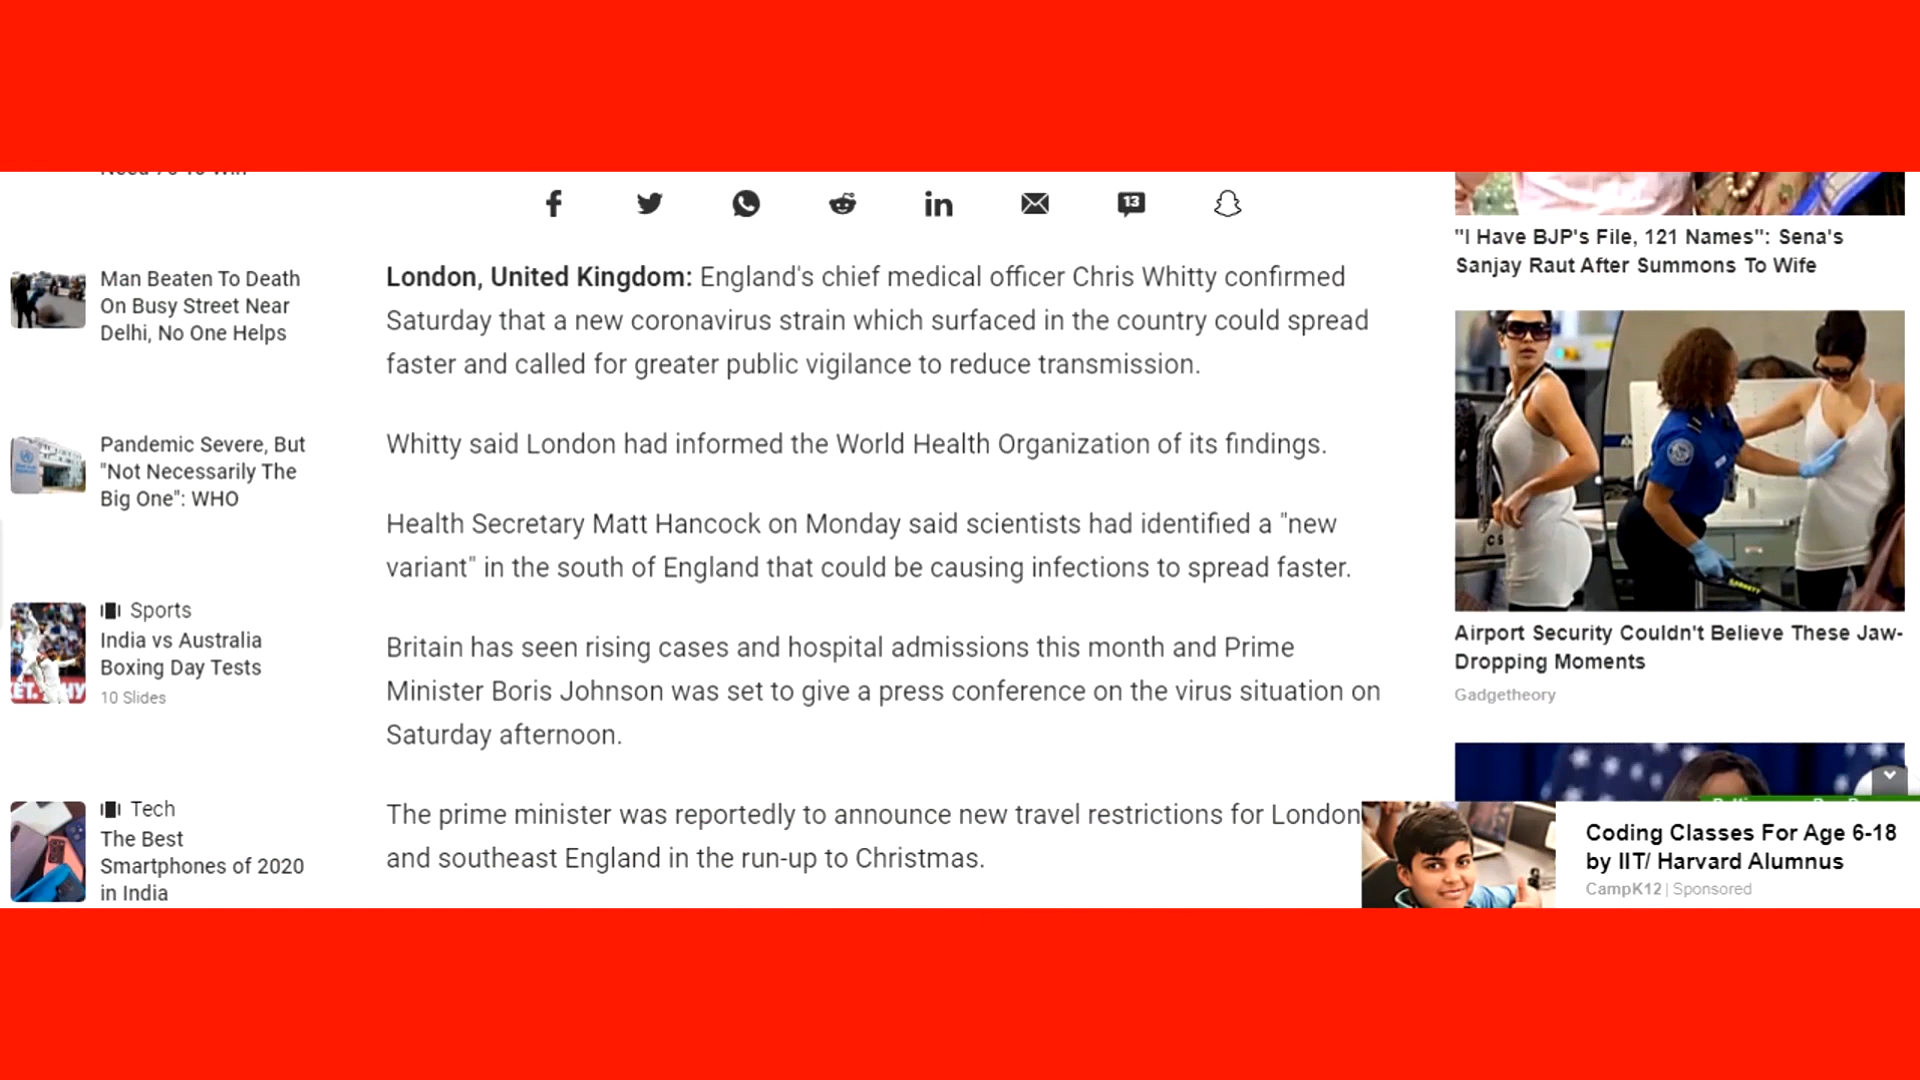 13
Man Beaten To Death
On Busy Street Near
Delhi, No One Helps
Pandemic Severe, But
"Not Necessarily The
Big One": WHO
Sports
India vs Australia
Boxing Day Tests
10 Slides
Tech
The Best
Smartphones of 2020
in India
London, United Kingdom: England's chief medical officer Chris Whitty confirmed
Saturday that a new coronavirus strain which surfaced in the country could spread
faster and called for greater public vigilance to reduce transmission.
Whitty said London had informed the World Health Organization of its findings.
Health Secretary Matt Hancock on Monday said scientists had identified a "new
variant" in the south of England that could be causing infections to spread faster.
Britain has seen rising cases and hospital admissions this month and Prime
Minister Boris Johnson was set to give a press conference on the virus situation on
Saturday afternoon.
The prime minister was reportedly to announce new travel restrictions for London
and southeast England in the run-up to Christmas.
"I Have BJP's File, 121 Names": Sena's
Sanjay Raut After Summons To Wife
Airport Security Couldn't Believe These Jaw-
Dropping Moments
Gadgetheory
Coding Classes For Age 6-18
by IIT/ Harvard Alumnus
CampK12 | Sponsored